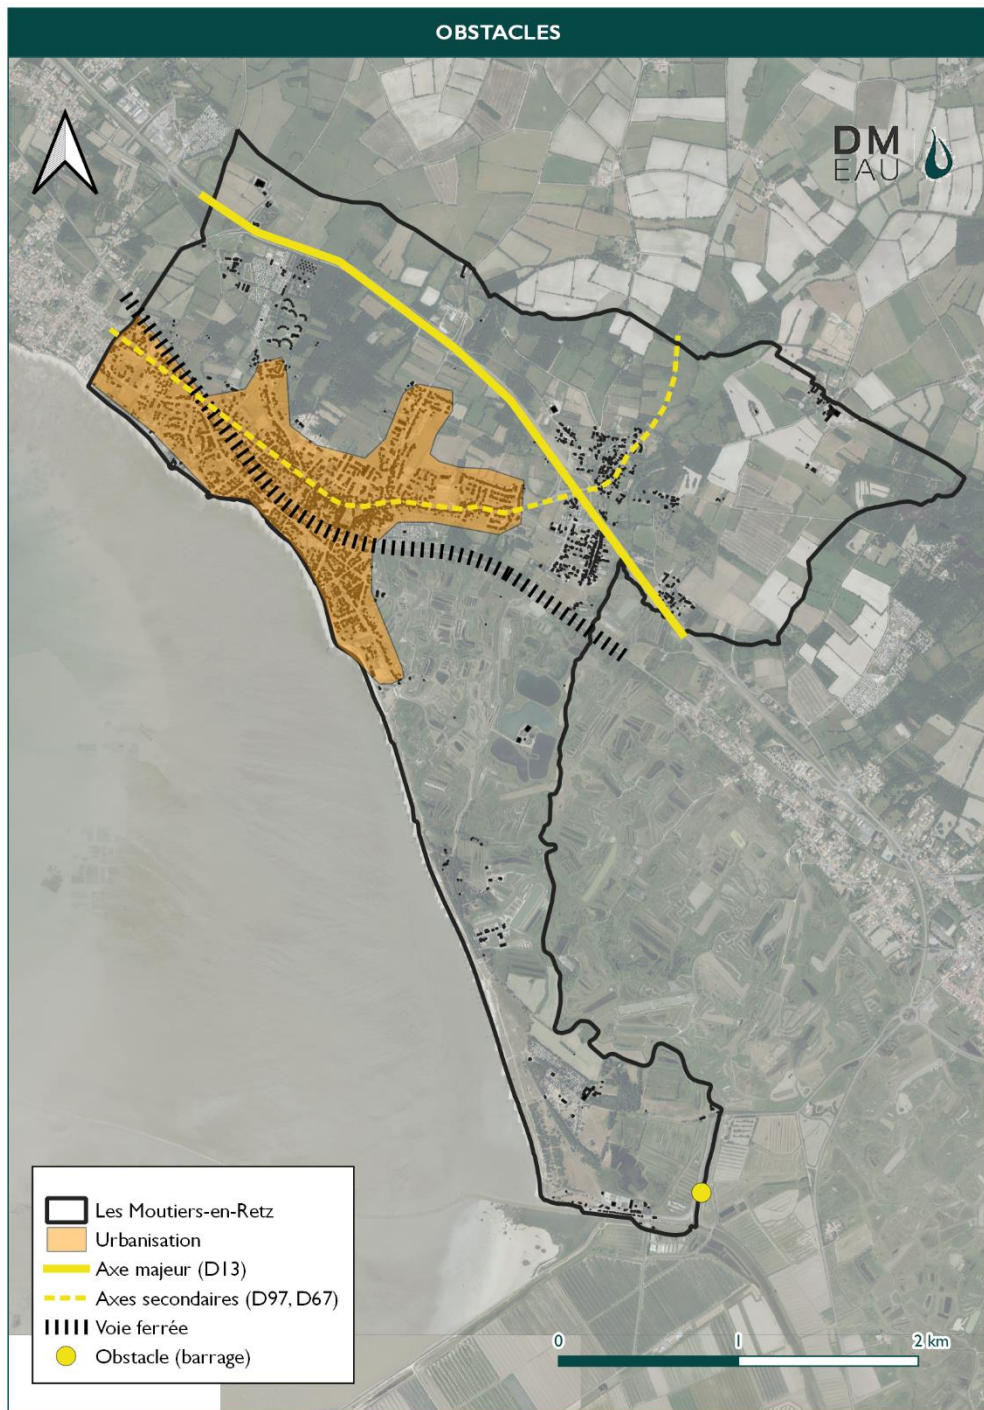 OBSTACLES
DM
EAU
Les Moutiers-en-Retz
Urbanisation
Axe majeur (D13)
Axes secondaires (D97, D67)
Voie ferrée
Obstacle (barrage)
0 1 2 km